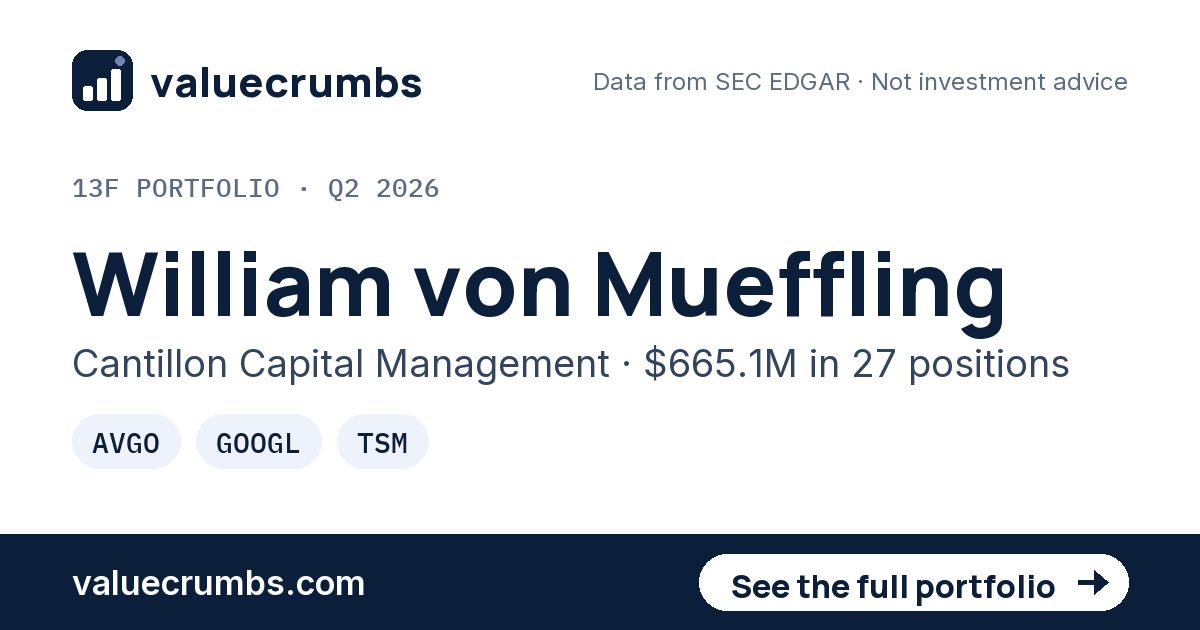 valuecrumbs
Data from SEC EDGAR · Not investment advice
13F PORTFOLIO · Q2 2026
William von Mueffling
Cantillon Capital Management · $665.1M in 27 positions
AVGO GOOGL TSM
valuecrumbs.com
See the full portfolio →